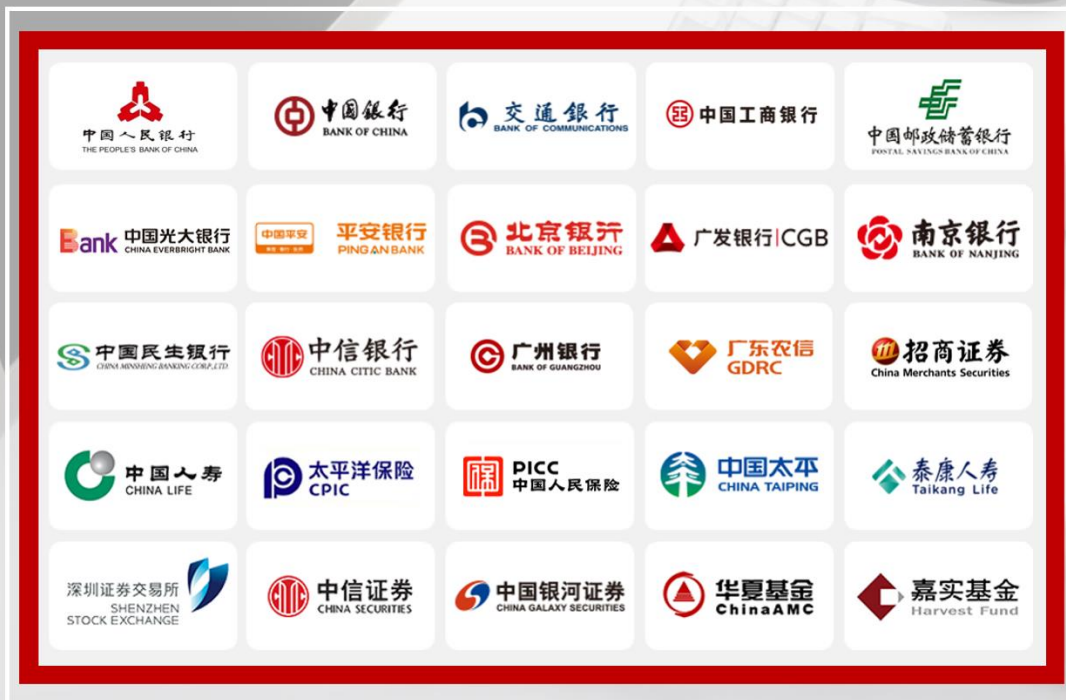 中国人民银行
THE PEOPLE'S BANK OF CHINA
中国銀行
BANK OF CHINA
交通銀行
BANK OF COMMUNICATIONS
中国工商银行
中国邮政储蓄银行
POSTAL SAVINGS BANK OF CHINA
Bank 中国光大银行
CHINA EVERBRIGHT BANK
中国平安
平安银行
PINGAN BANK
北京银行
BANK OF BEIJING
广发银行|CGB
南京银行
BANK OF NANJING
中国民生银行
CHINA MINSHENG BANKING CORP.,LTD.
中信银行
CHINA CITIC BANK
广州银行
BANK OF GUANGZHOU
广东农信
GDRC
招商证券
China Merchants Securities
中国人寿
CHINA LIFE
太平洋保险
CPIC
PICC
中国人民保险
中国太平
CHINA TAIPING
泰康人寿
Taikang Life
深圳证券交易所
SHENZHEN
STOCK EXCHANGE
中信证券
CHINA SECURITIES
中国银河证券
CHINA GALAXY SECURITIES
华夏基金
ChinaAMC
嘉实基金
Harvest Fund